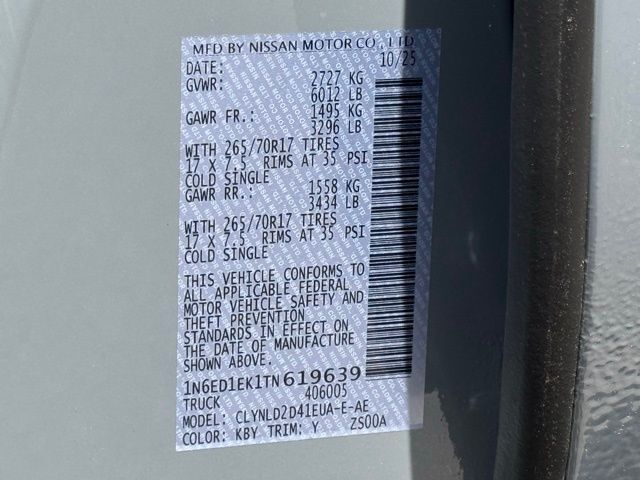 MFD BY NISSAN MOTOR CO., LTD
DATE: 10/25
GVWR: 2727 KG
6012 LB
GAWR FR.: 1495 KG
3296 LB
WITH 265/70R17 TIRES
17 X 7.5 RIMS AT 35 PSI
COLD SINGLE
GAWR RR.: 1558 KG
3434 LB
WITH 265/70R17 TIRES
17 X 7.5 RIMS AT 35 PSI
COLD SINGLE
THIS VEHICLE CONFORMS TO
ALL APPLICABLE FEDERAL
MOTOR VEHICLE SAFETY AND
THEFT PREVENTION
STANDARDS IN EFFECT ON
THE DATE OF MANUFACTURE
SHOWN ABOVE.
1N6ED1EK1TN619639
TRUCK 406005
MODEL: CLYNLD2D41EUA-E-AE
COLOR: KBY TRIM: Y ZS00A